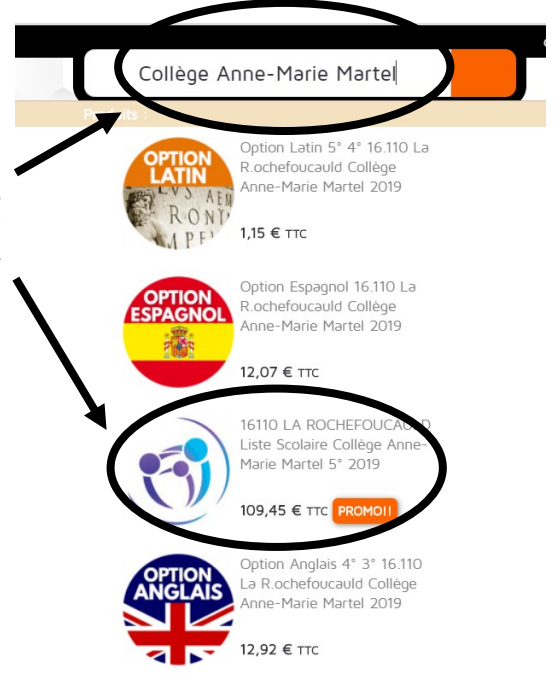 Collège Anne-Marie Martel
Produits :
OPTION
LATIN
Option Latin 5° 4° 16.110 La
R.ochefoucauld Collège
Anne-Marie Martel 2019
1,15 € TTC
OPTION
ESPAGNOL
Option Espagnol 16.110 La
R.ochefoucauld Collège
Anne-Marie Martel 2019
12,07 € TTC
16110 LA ROCHEFOUCAULD
Liste Scolaire Collège Anne-
Marie Martel 5° 2019
109,45 € TTC PROMO!!
OPTION
ANGLAIS
Option Anglais 4° 3° 16.110
La R.ochefoucauld Collège
Anne-Marie Martel 2019
12,92 € TTC